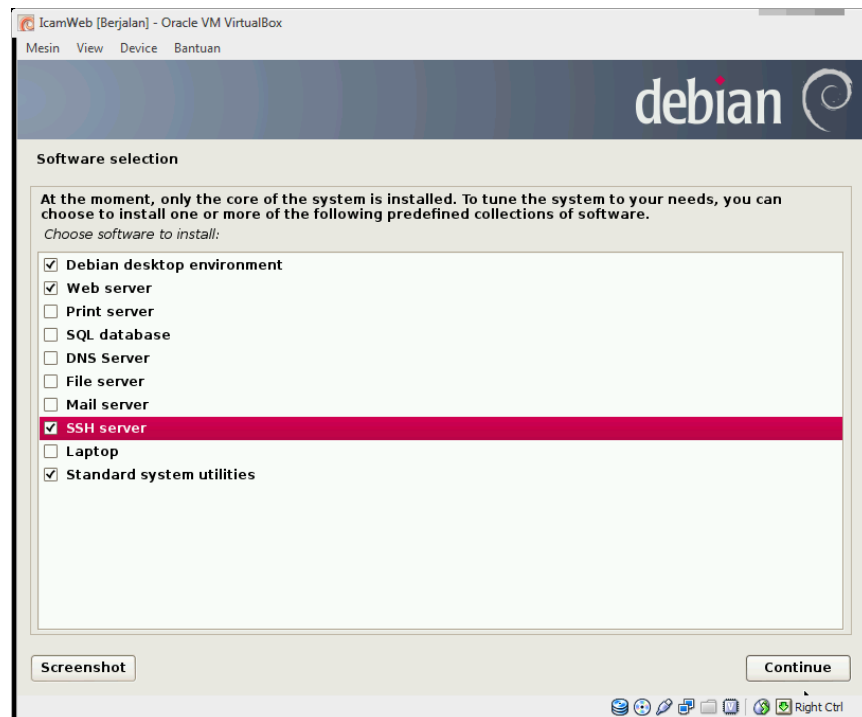 IcamWeb [Berjalan] - Oracle VM VirtualBox
Mesin View Device Bantuan
debian
Software selection
At the moment, only the core of the system is installed. To tune the system to your needs, you can
choose to install one or more of the following predefined collections of software.
Choose software to install:
Debian desktop environment
Web server
Print server
SQL database
DNS Server
File server
Mail server
SSH server
Laptop
Standard system utilities
Screenshot
Continue
Right Ctrl